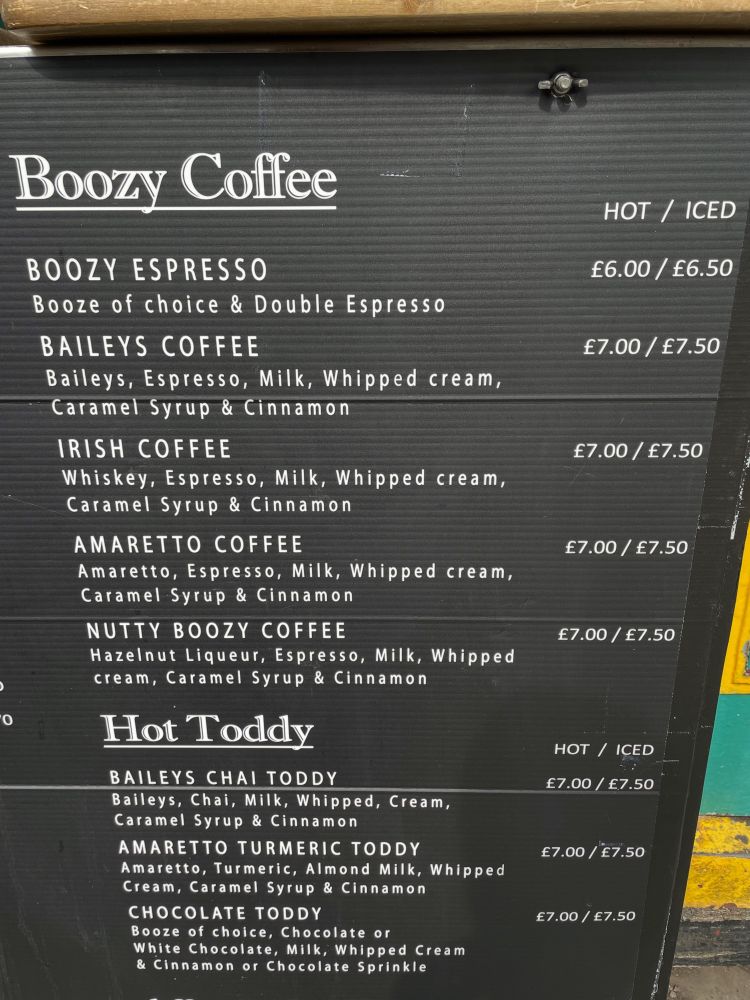 Boozy Coffee
HOT / ICED
BOOZY ESPRESSO £6.00 / £6.50
Booze of choice & Double Espresso
BAILEYS COFFEE £7.00 / £7.50
Baileys, Espresso, Milk, Whipped cream,
Caramel Syrup & Cinnamon
IRISH COFFEE £7.00 / £7.50
Whiskey, Espresso, Milk, Whipped cream,
Caramel Syrup & Cinnamon
AMARETTO COFFEE £7.00 / £7.50
Amaretto, Espresso, Milk, Whipped cream,
Caramel Syrup & Cinnamon
NUTTY BOOZY COFFEE £7.00 / £7.50
Hazelnut Liqueur, Espresso, Milk, Whipped
cream, Caramel Syrup & Cinnamon
Hot Toddy
HOT / ICED
BAILEYS CHAI TODDY £7.00 / £7.50
Baileys, Chai, Milk, Whipped, Cream,
Caramel Syrup & Cinnamon
AMARETTO TURMERIC TODDY £7.00 / £7.50
Amaretto, Turmeric, Almond Milk, Whipped
Cream, Caramel Syrup & Cinnamon
CHOCOLATE TODDY £7.00 / £7.50
Booze of choice, Chocolate or
White Chocolate, Milk, Whipped Cream
& Cinnamon or Chocolate Sprinkle